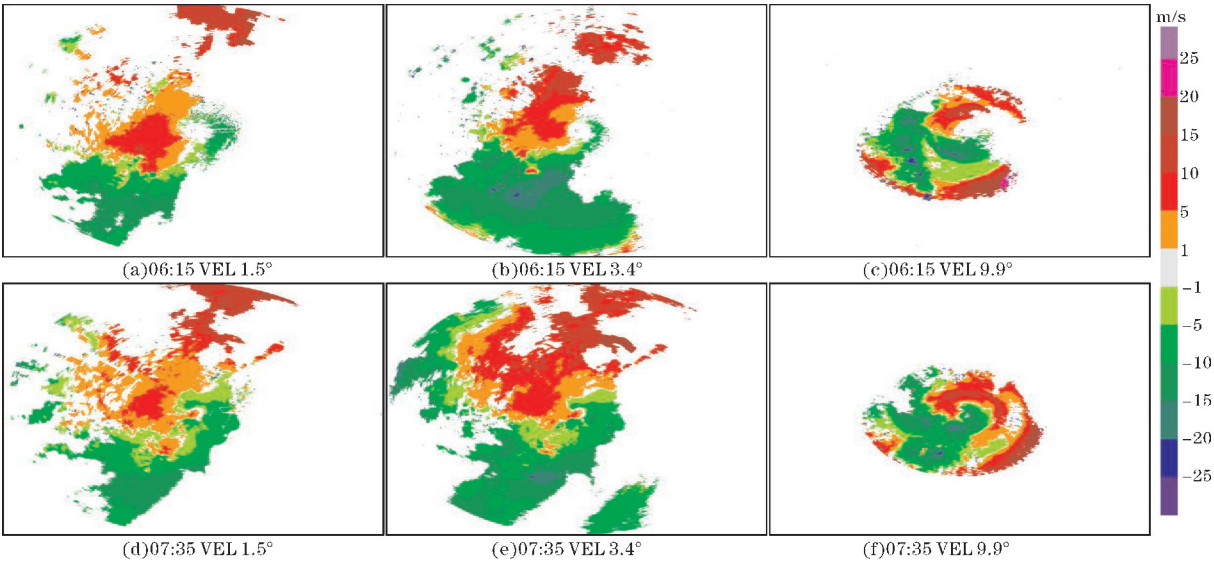 m/s
25
20
15
10
5
1
-1
-5
-10
-15
-20
-25
(a)06:15 VEL 1.5°
(b)06:15 VEL 3.4°
(c)06:15 VEL 9.9°
(d)07:35 VEL 1.5°
(e)07:35 VEL 3.4°
(f)07:35 VEL 9.9°